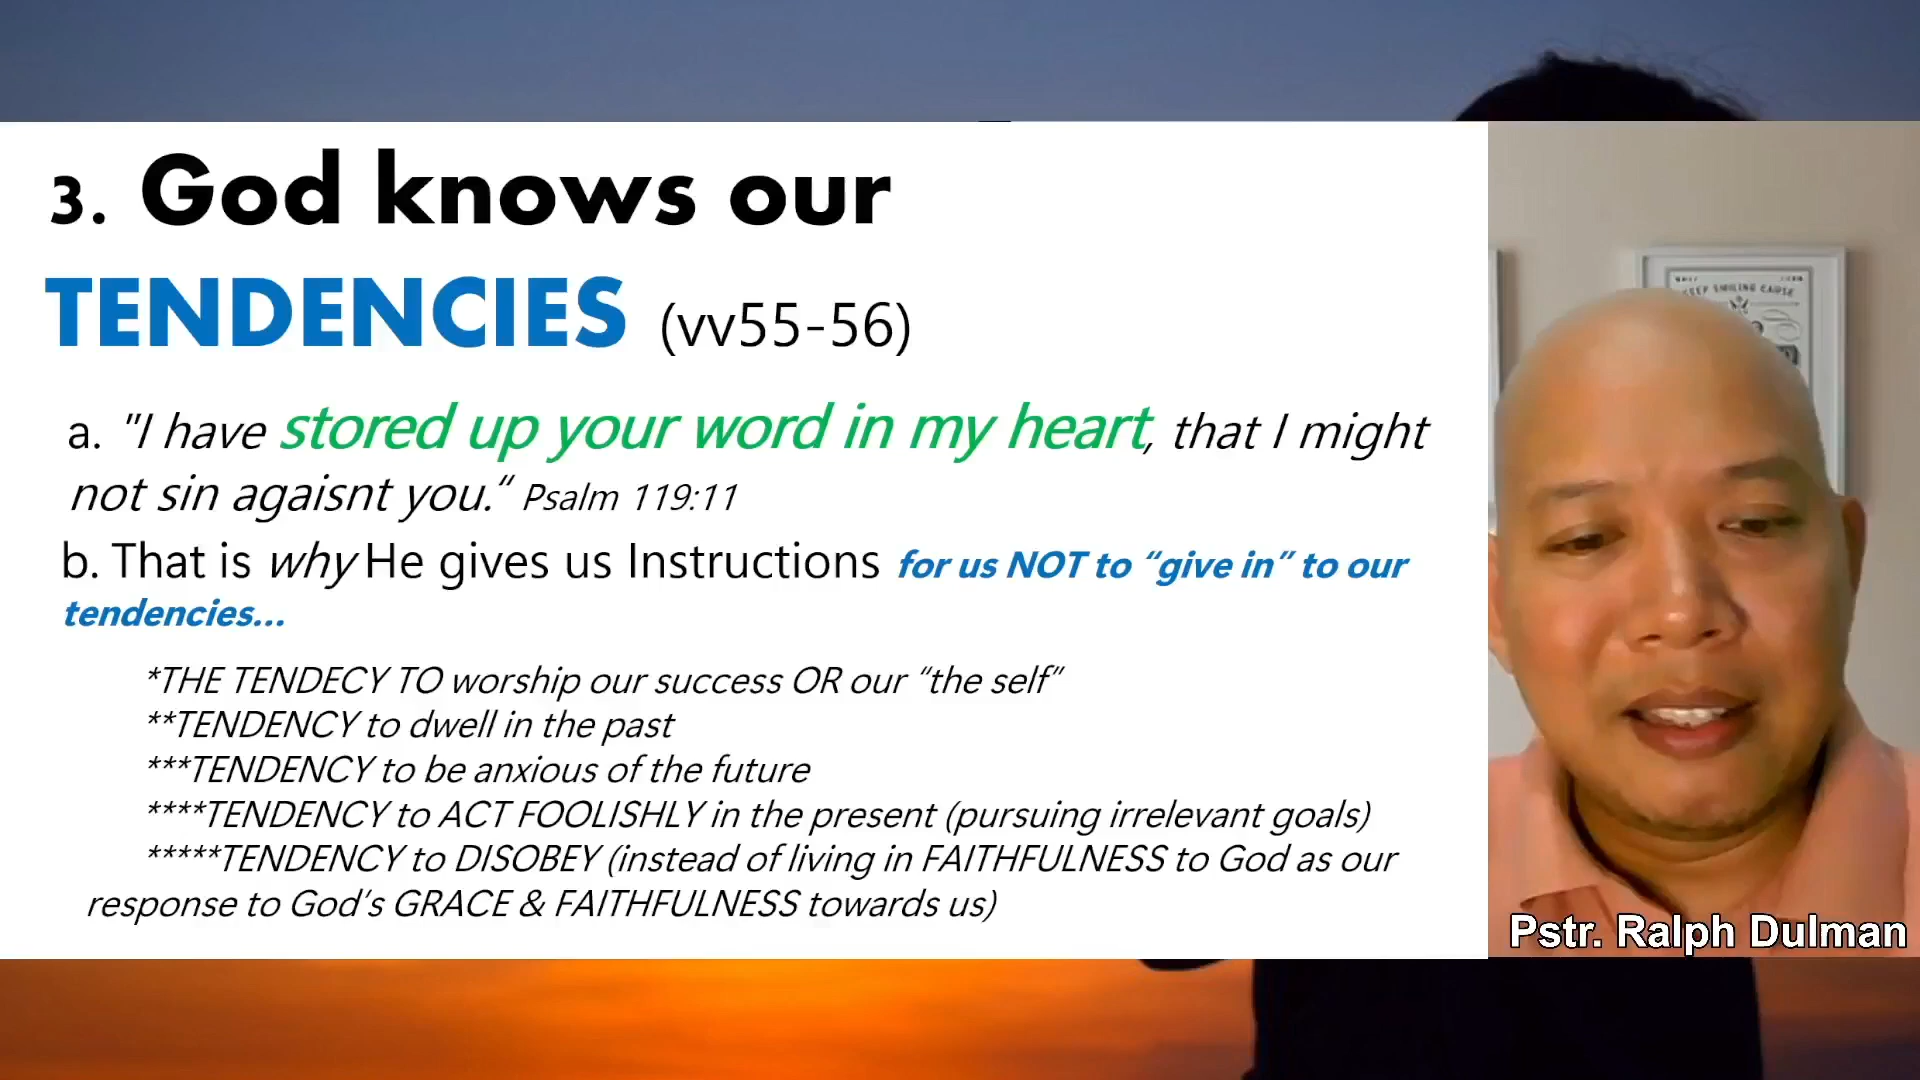 3. God knows our
TENDENCIES (vv55-56)
a. "I have stored up your word in my heart, that I might
not sin agaisnt you.“ Psalm 119:11
b. That is why He gives us Instructions for us NOT to “give in” to our
tendencies...
*THE TENDECY TO worship our success OR our “the self”
**TENDENCY to dwell in the past
***TENDENCY to be anxious of the future
****TENDENCY to ACT FOOLISHLY in the present (pursuing irrelevant goals)
*****TENDENCY to DISOBEY (instead of living in FAITHFULNESS to God as our
response to God’s GRACE & FAITHFULNESS towards us)
KEEP SMILING CAUSE
Pstr. Ralph Dulman